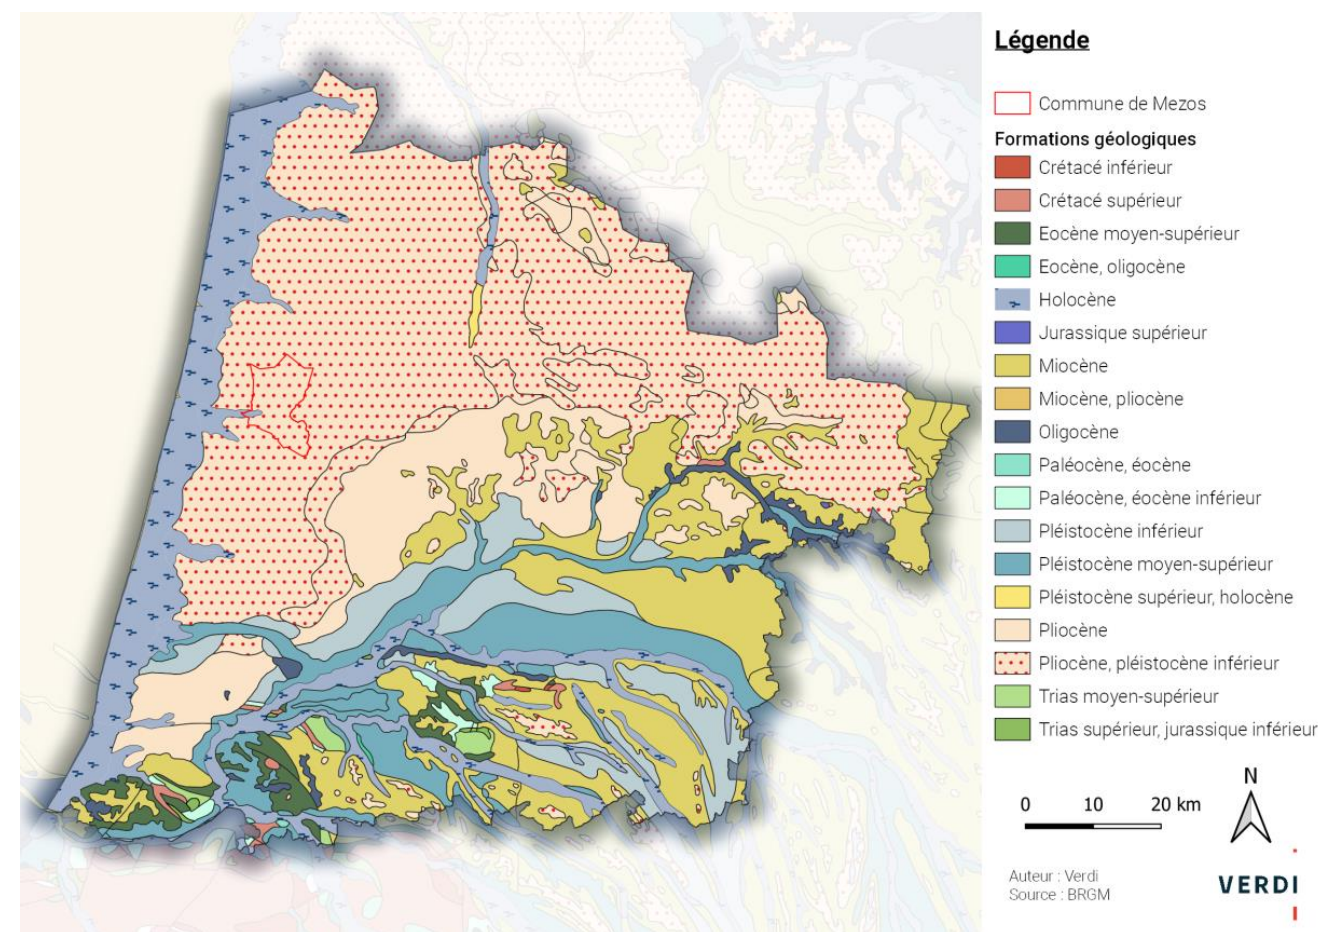 Légende
Commune de Mezos
Formations géologiques
Crétacé inférieur
Crétacé supérieur
Eocène moyen-supérieur
Eocène, oligocène
Holocène
Jurassique supérieur
Miocène
Miocène, pliocène
Oligocène
Paléocène, éocène
Paléocène, éocène inférieur
Pléistocène inférieur
Pléistocène moyen-supérieur
Pléistocène supérieur, holocène
Pliocène
Pliocène, pléistocène inférieur
Trias moyen-supérieur
Trias supérieur, jurassique inférieur
N
0 10 20 km
Auteur : Verdi
Source : BRGM
VERDI